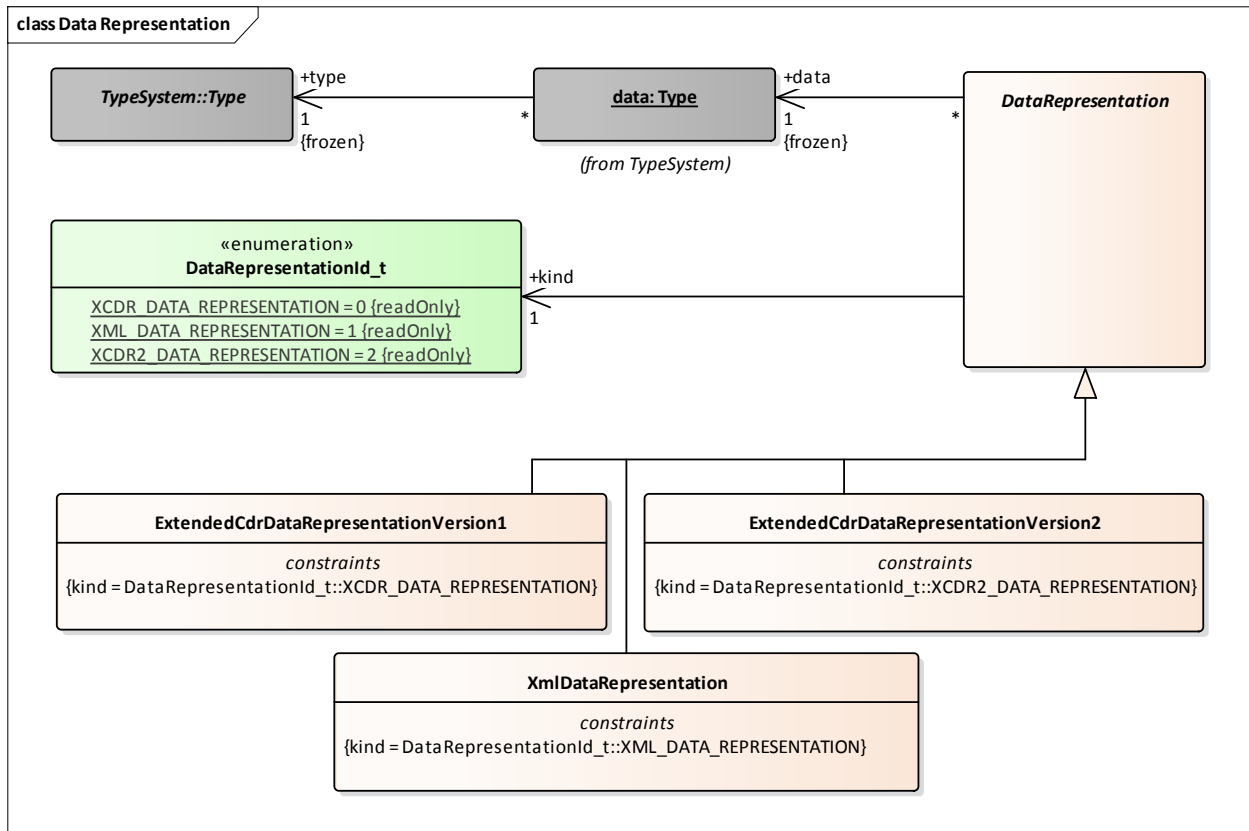 class Data Representation
TypeSystem::Type
+type
1
{frozen}
*
data: Type
(from TypeSystem)
+data
1
{frozen}
*
DataRepresentation
«enumeration»
DataRepresentationId_t
XCDR_DATA_REPRESENTATION = 0 {readOnly}
XML_DATA_REPRESENTATION = 1 {readOnly}
XCDR2_DATA_REPRESENTATION = 2 {readOnly}
+kind
1
ExtendedCdrDataRepresentationVersion1
constraints
{kind = DataRepresentationId_t::XCDR_DATA_REPRESENTATION}
ExtendedCdrDataRepresentationVersion2
constraints
{kind = DataRepresentationId_t::XCDR2_DATA_REPRESENTATION}
XmlDataRepresentation
constraints
{kind = DataRepresentationId_t::XML_DATA_REPRESENTATION}